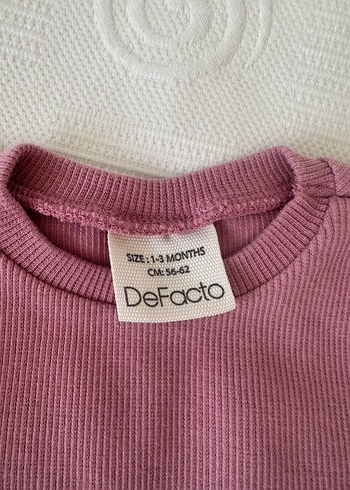 SIZE : 1-3 MONTHS
CM: 56-62
DeFacto